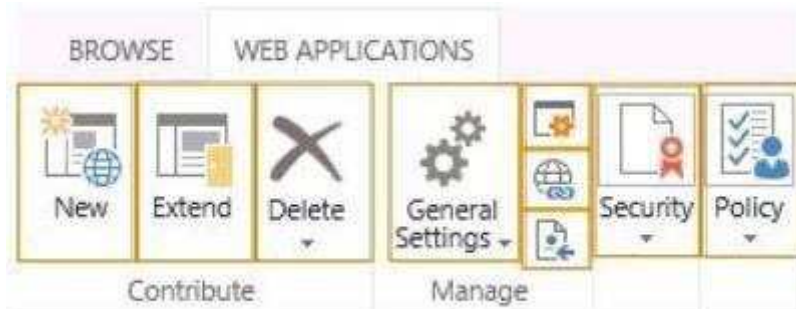 BROWSE WEB APPLICATIONS
New Extend Delete General Settings Security Policy
Contribute Manage